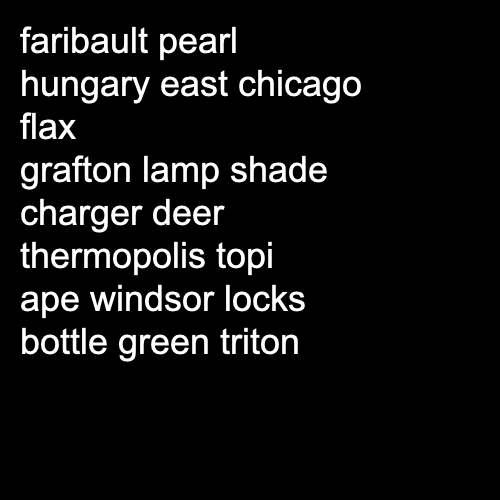 faribault pearl
hungary east chicago
flax
grafton lamp shade
charger deer
thermopolis topi
ape windsor locks
bottle green triton